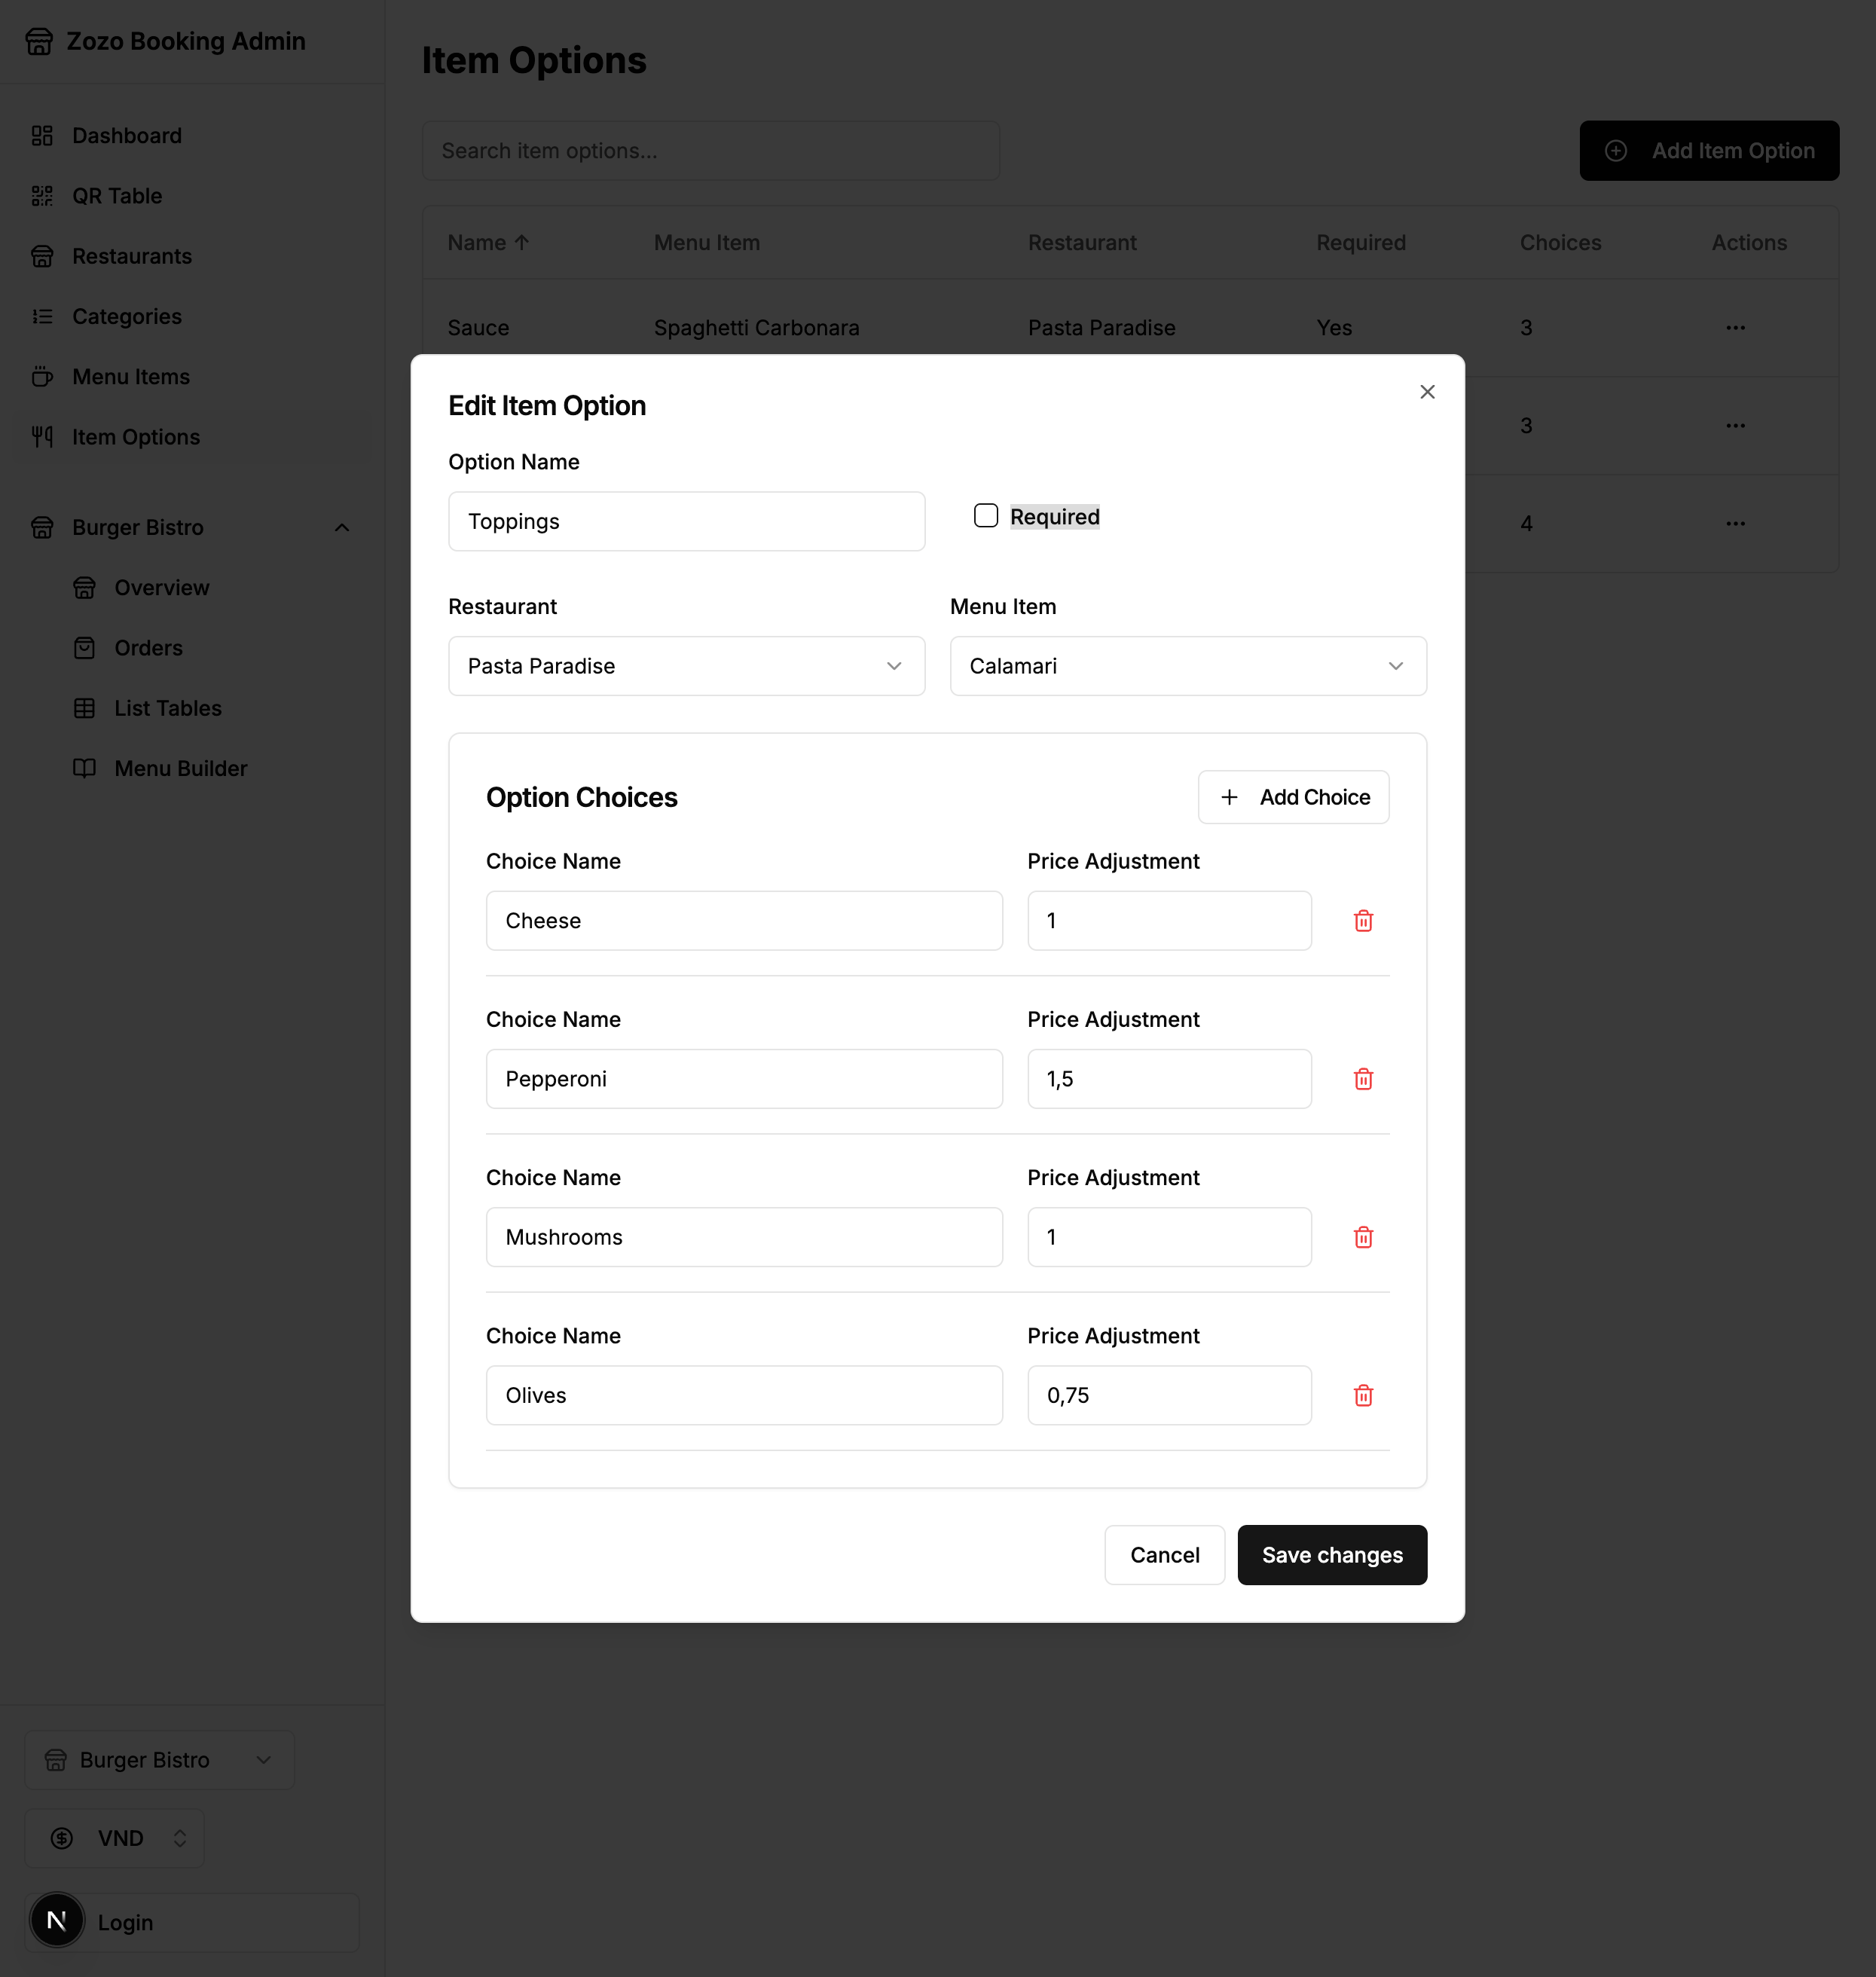 Zozo Booking Admin
Dashboard
QR Table
Restaurants
Categories
Menu Items
Item Options
Burger Bistro
Overview
Orders
List Tables
Menu Builder
Burger Bistro
VND
N
Login
Item Options
Search item options...
Add Item Option
Name Menu Item Restaurant Required Choices Actions
Sauce Spaghetti Carbonara Pasta Paradise Yes 3
3
4
Edit Item Option
Option Name
Toppings
Required
Restaurant Menu Item
Pasta Paradise Calamari
Option Choices
Add Choice
Choice Name Price Adjustment
Cheese 1
Choice Name Price Adjustment
Pepperoni 1,5
Choice Name Price Adjustment
Mushrooms 1
Choice Name Price Adjustment
Olives 0,75
Cancel Save changes